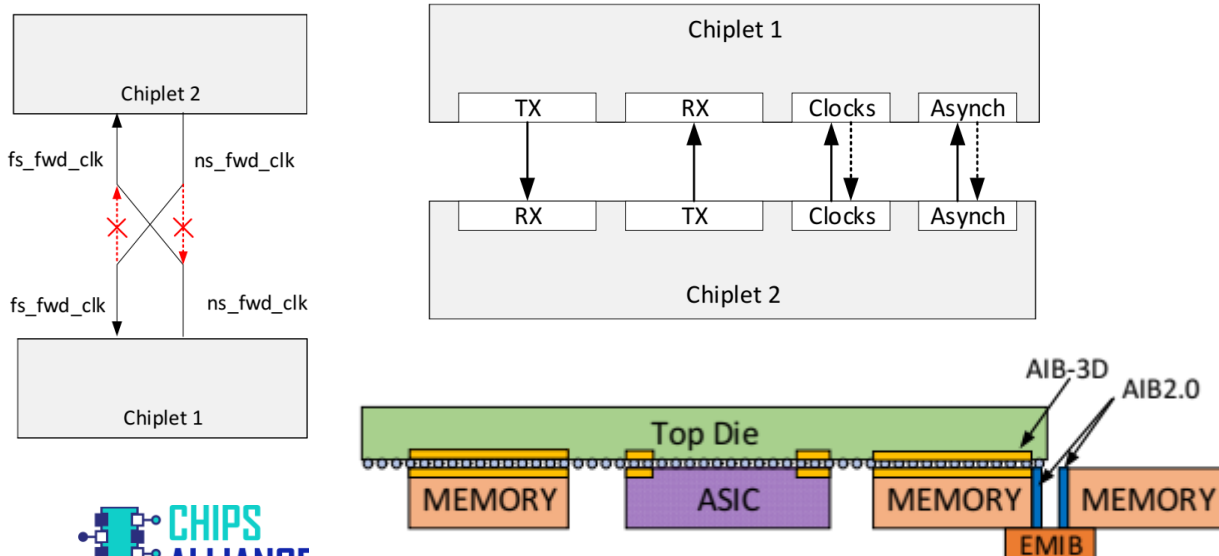 Chiplet 2
fs_fwd_clk
ns_fwd_clk
fs_fwd_clk
ns_fwd_clk
Chiplet 1
Chiplet 1
TX
RX
Clocks
Asynch
RX
TX
Clocks
Asynch
Chiplet 2
AIB-3D
AIB2.0
Top Die
MEMORY
ASIC
MEMORY
MEMORY
EMIB
CHIPS
ALLIANCE